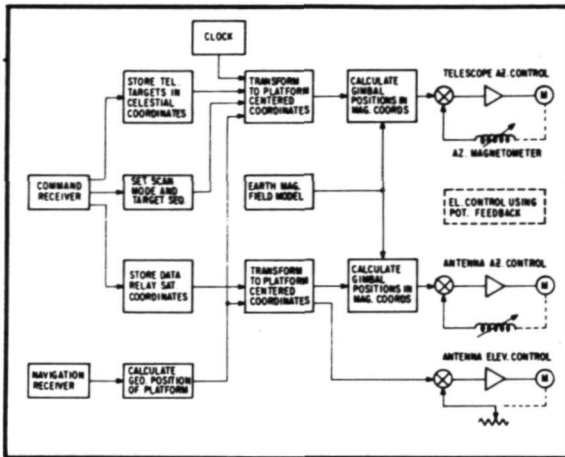 CLOCK
STORE TEL.
TARGETS IN
CELESTIAL
COORDINATES
TRANSFORM
TO PLATFORM
CENTERED
COORDINATES
CALCULATE
GIMBAL
POSITIONS IN
MAG. COORDS
TELESCOPE AZ. CONTROL
M
AZ. MAGNETOMETER
COMMAND
RECEIVER
SET SCAN
MODE AND
TARGET SEQ.
EARTH MAG.
FIELD MODEL
EL. CONTROL USING
POT. FEEDBACK
STORE DATA
RELAY SAT
COORDINATES
TRANSFORM
TO PLATFORM
CENTERED
COORDINATES
CALCULATE
GIMBAL
POSITIONS IN
MAG. COORDS
ANTENNA AZ. CONTROL
M
NAVIGATION
RECEIVER
CALCULATE
GEO. POSITION
OF PLATFORM
ANTENNA ELEV. CONTROL
M